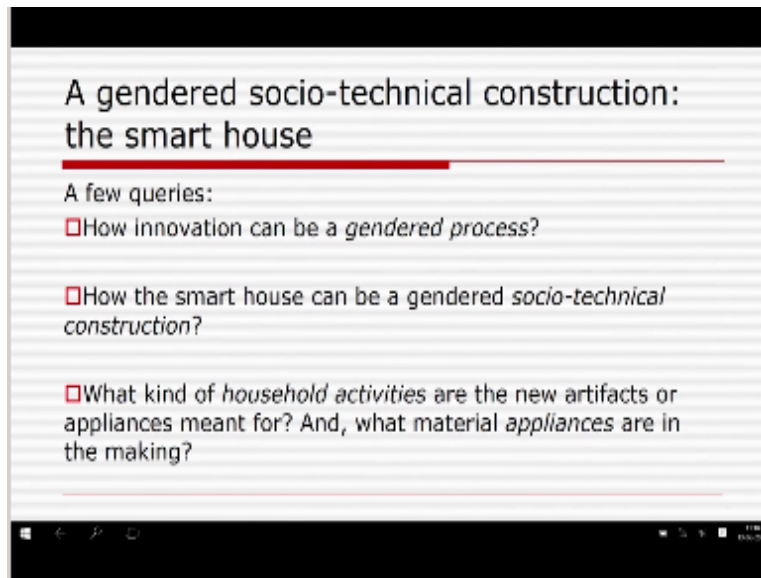 A gendered socio-technical construction:
the smart house
A few queries:
How innovation can be a gendered process?
How the smart house can be a gendered socio-technical
construction?
What kind of household activities are the new artifacts or
appliances meant for? And, what material appliances are in
the making?